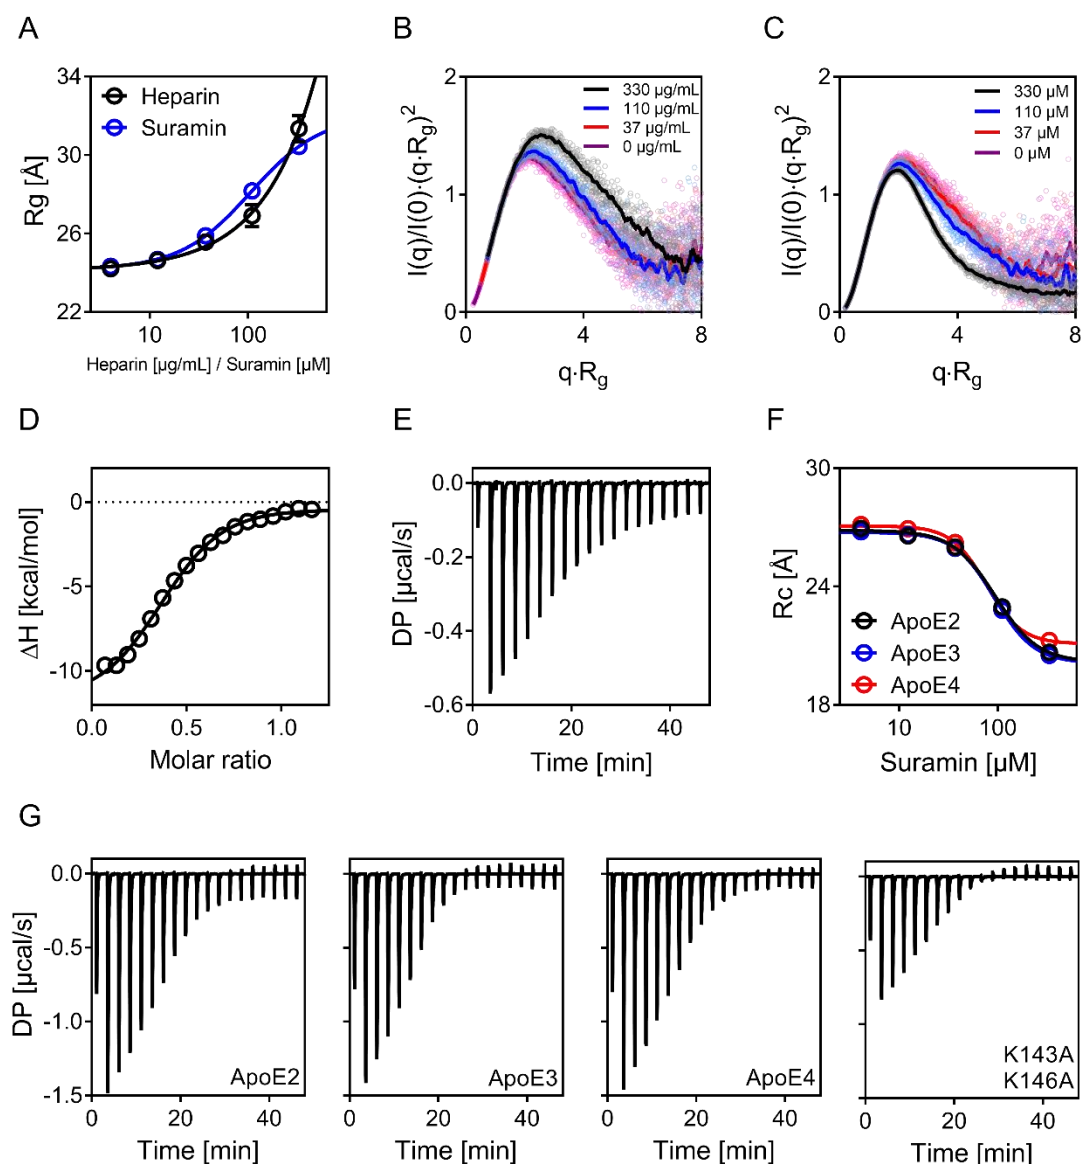 A
34
30
26
22
Rg [Å]
Heparin
Suramin
10
100
Heparin [µg/mL] / Suramin [µM]
B
2
1
0
I(q)/I(0)·(q·Rg)2
330 µg/mL
110 µg/mL
37 µg/mL
0 µg/mL
0
4
8
q·Rg
C
2
1
0
I(q)/I(0)·(q·Rg)2
330 µM
110 µM
37 µM
0 µM
0
4
8
q·Rg
D
0
-5
-10
ΔH [kcal/mol]
0.0
0.5
1.0
Molar ratio
E
0.0
-0.2
-0.4
-0.6
DP [µcal/s]
0
20
40
Time [min]
F
30
24
18
Rc [Å]
ApoE2
ApoE3
ApoE4
10
100
Suramin [µM]
G
0.0
-0.5
-1.0
-1.5
DP [µcal/s]
ApoE2
0
20
40
Time [min]
ApoE3
0
20
40
Time [min]
ApoE4
0
20
40
Time [min]
K143A
K146A
0
20
40
Time [min]